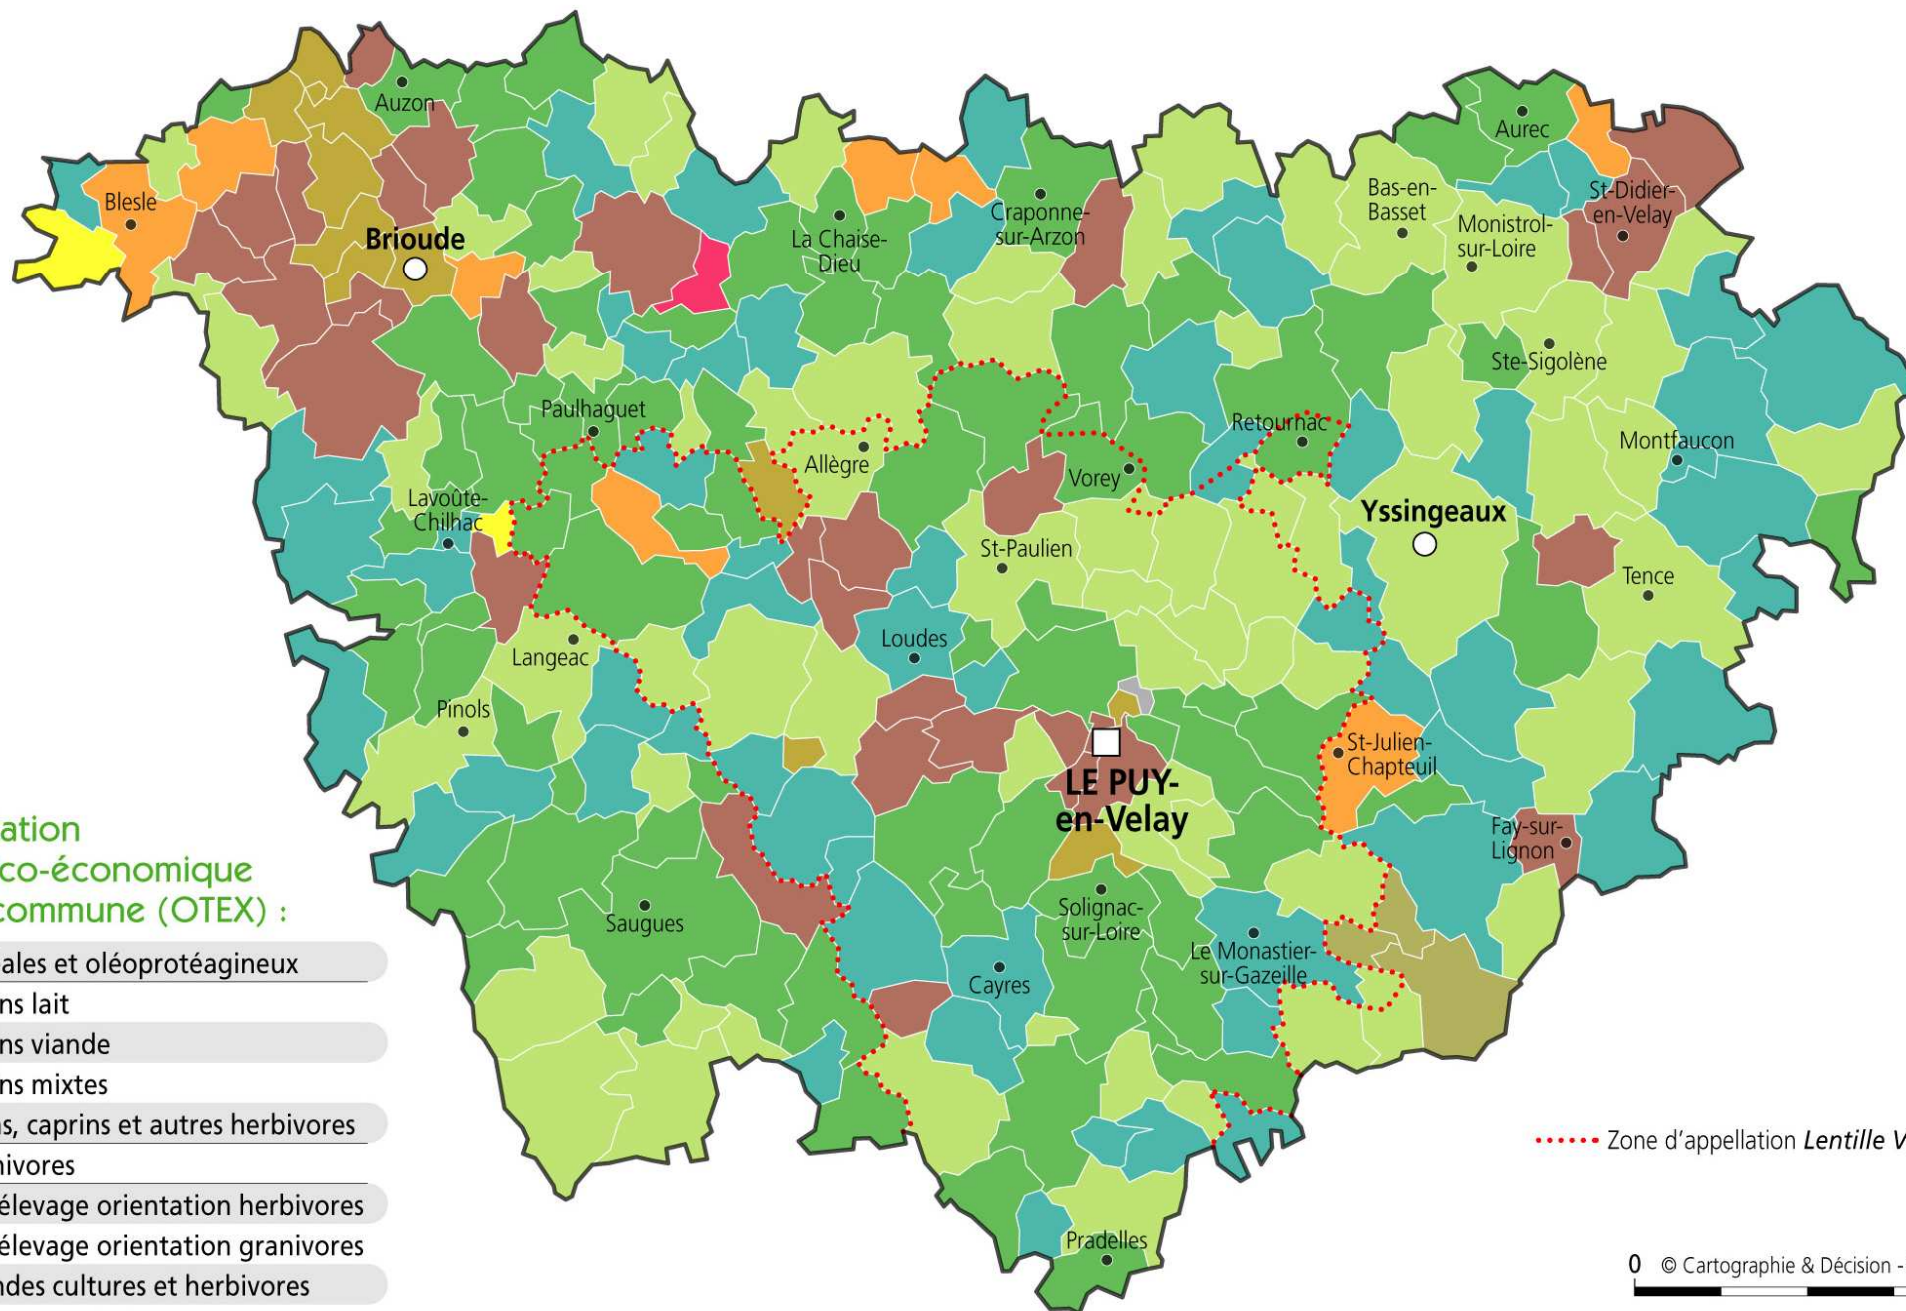 Auzon
Aurec
Blesle
St-Didier-
en-Velay
Bas-en-
Basset
Craponne-
sur-Arzon
Monistrol-
sur-Loire
Brioude
La Chaise-
Dieu
Ste-Sigolène
Paulhaguet
Retournac
Montfaucon
Allègre
Vorey
Lavoûte-
Chilhac
Yssingeaux
St-Paulien
Tence
Loudes
Langeac
Pinols
St-Julien-
Chapteuil
LE PUY-
en-Velay
Fay-sur-
Lignon
Saugues
Solignac-
sur-Loire
Le Monastier-
sur-Gazeille
Cayres
Pradelles
ation
co-économique
commune (OTEX) :
ales et oléoprotéagineux
ns lait
ns viande
ns mixtes
s, caprins et autres herbivores
nivores
élevage orientation herbivores
élevage orientation granivores
ndes cultures et herbivores
Zone d'appellation Lentille V
0 © Cartographie & Décision -